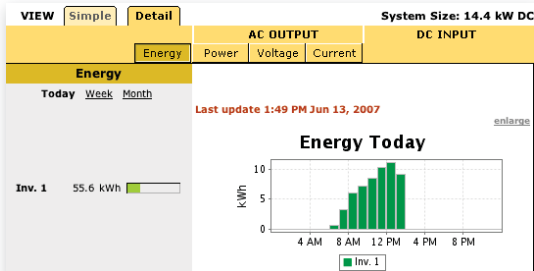 VIEW Simple Detail System Size: 14.4 kW DC
AC OUTPUT DC INPUT
Energy Power Voltage Current
Energy
Today Week Month
Last update 1:49 PM Jun 13, 2007
enlarge
Energy Today
10
5
0
kWh
Inv. 1 55.6 kWh
4 AM 8 AM 12 PM 4 PM 8 PM
Inv. 1